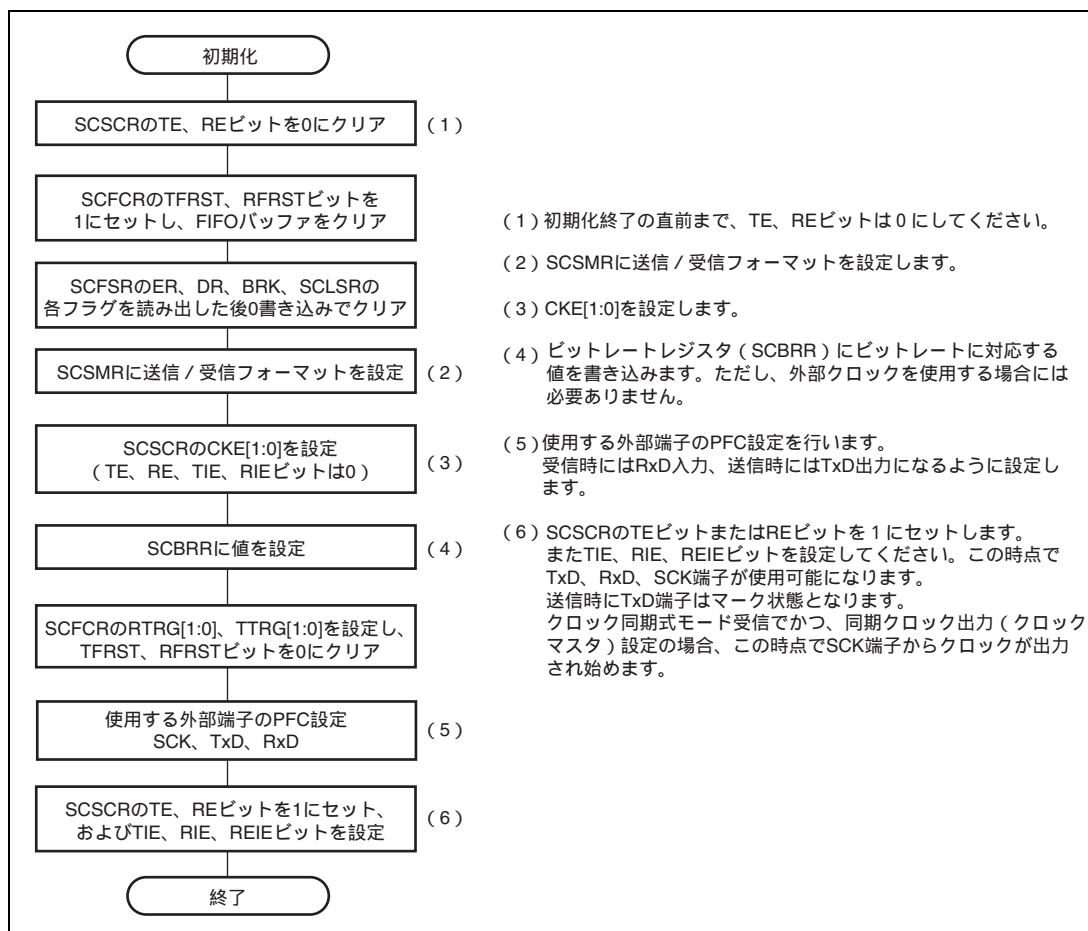 初期化
SCSCRのTE、REビットを0にクリア
(1)
SCFCRのTFRST、RFRSTビットを
1にセットし、FIFOバッファをクリア
SCFSRのER、DR、BRK、SCLSRの
各フラグを読み出した後0書き込みでクリア
SCSMRに送信/受信フォーマットを設定
(2)
SCSCRのCKE[1:0]を設定
(TE、RE、TIE、RIEビットは0)
(3)
SCBRRに値を設定
(4)
SCFCRのRTRG[1:0]、TTRG[1:0]を設定し、
TFRST、RFRSTビットを0にクリア
使用する外部端子のPFC設定
SCK、TxD、RxD
(5)
SCSCRのTE、REビットを1にセット、
およびTIE、RIE、REIEビットを設定
(6)
終了
(1)初期化終了の直前まで、TE、REビットは0にしてください。
(2)SCSMRに送信/受信フォーマットを設定します。
(3)CKE[1:0]を設定します。
(4)ビットレートレジスタ(SCBRR)にビットレートに対応する
値を書き込みます。ただし、外部クロックを使用する場合には
必要ありません。
(5)使用する外部端子のPFC設定を行います。
受信時にはRxD入力、送信時にはTxD出力になるように設定し
ます。
(6)SCSCRのTEビットまたはREビットを1にセットします。
またTIE、RIE、REIEビットを設定してください。この時点で
TxD、RxD、SCK端子が使用可能になります。
送信時にTxD端子はマーク状態となります。
クロック同期式モード受信でかつ、同期クロック出力(クロック
マスタ)設定の場合、この時点でSCK端子からクロックが出力
され始めます。